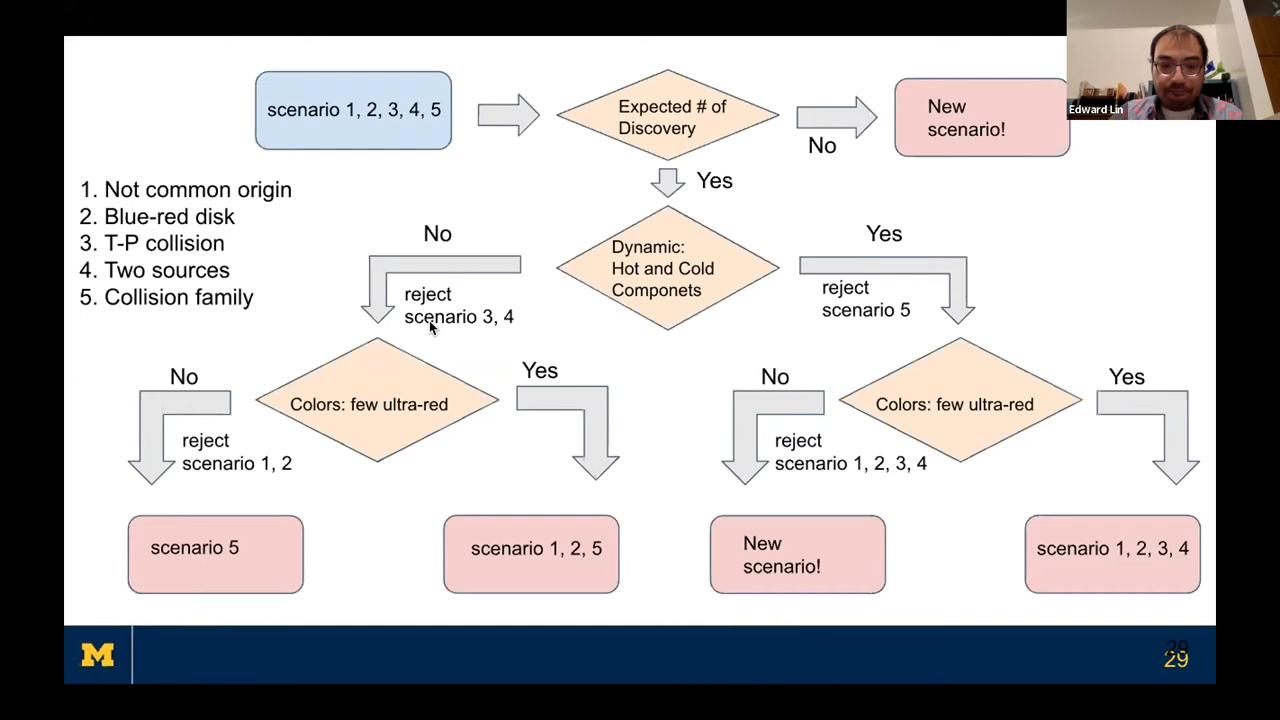 scenario 1, 2, 3, 4, 5
Expected # of
Discovery
No
New
scenario!
Edward Lin
Yes
1. Not common origin
2. Blue-red disk
3. T-P collision
4. Two sources
5. Collision family
No
reject
scenario 3, 4
Dynamic:
Hot and Cold
Componets
Yes
reject
scenario 5
No
reject
scenario 1, 2
Colors: few ultra-red
Yes
No
reject
scenario 1, 2, 3, 4
Colors: few ultra-red
Yes
scenario 5
scenario 1, 2, 5
New
scenario!
scenario 1, 2, 3, 4
M
29
29